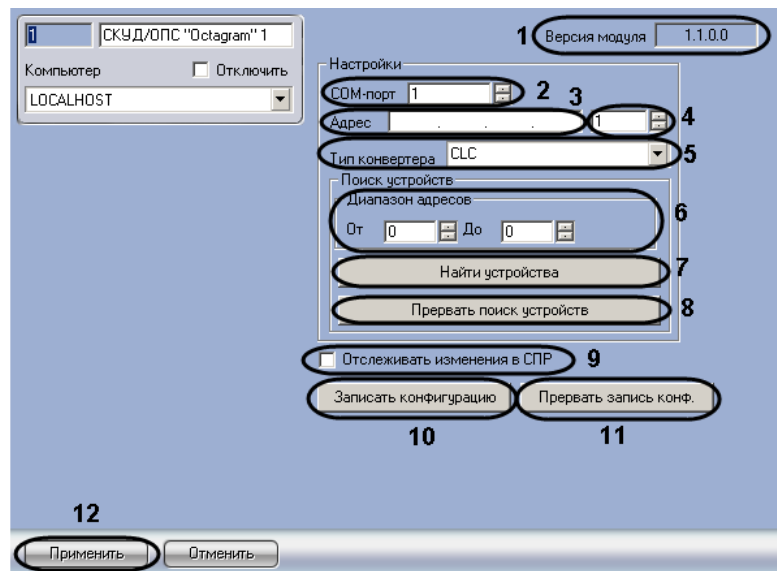 1 СКУД/ОПС "Octagram" 1
Компьютер Отключить
LOCALHOST
1 Версия модуля 1.1.0.0
Настройки
COM-порт 1 2
3
Адрес . . . 1 4
Тип конвертера CLC 5
Поиск устройств
Диапазон адресов
6
От 0 До 0
Найти устройства 7
Прервать поиск устройств 8
Отслеживать изменения в СПР 9
Записать конфигурацию Прервать запись конф.
10 11
12
Применить Отменить